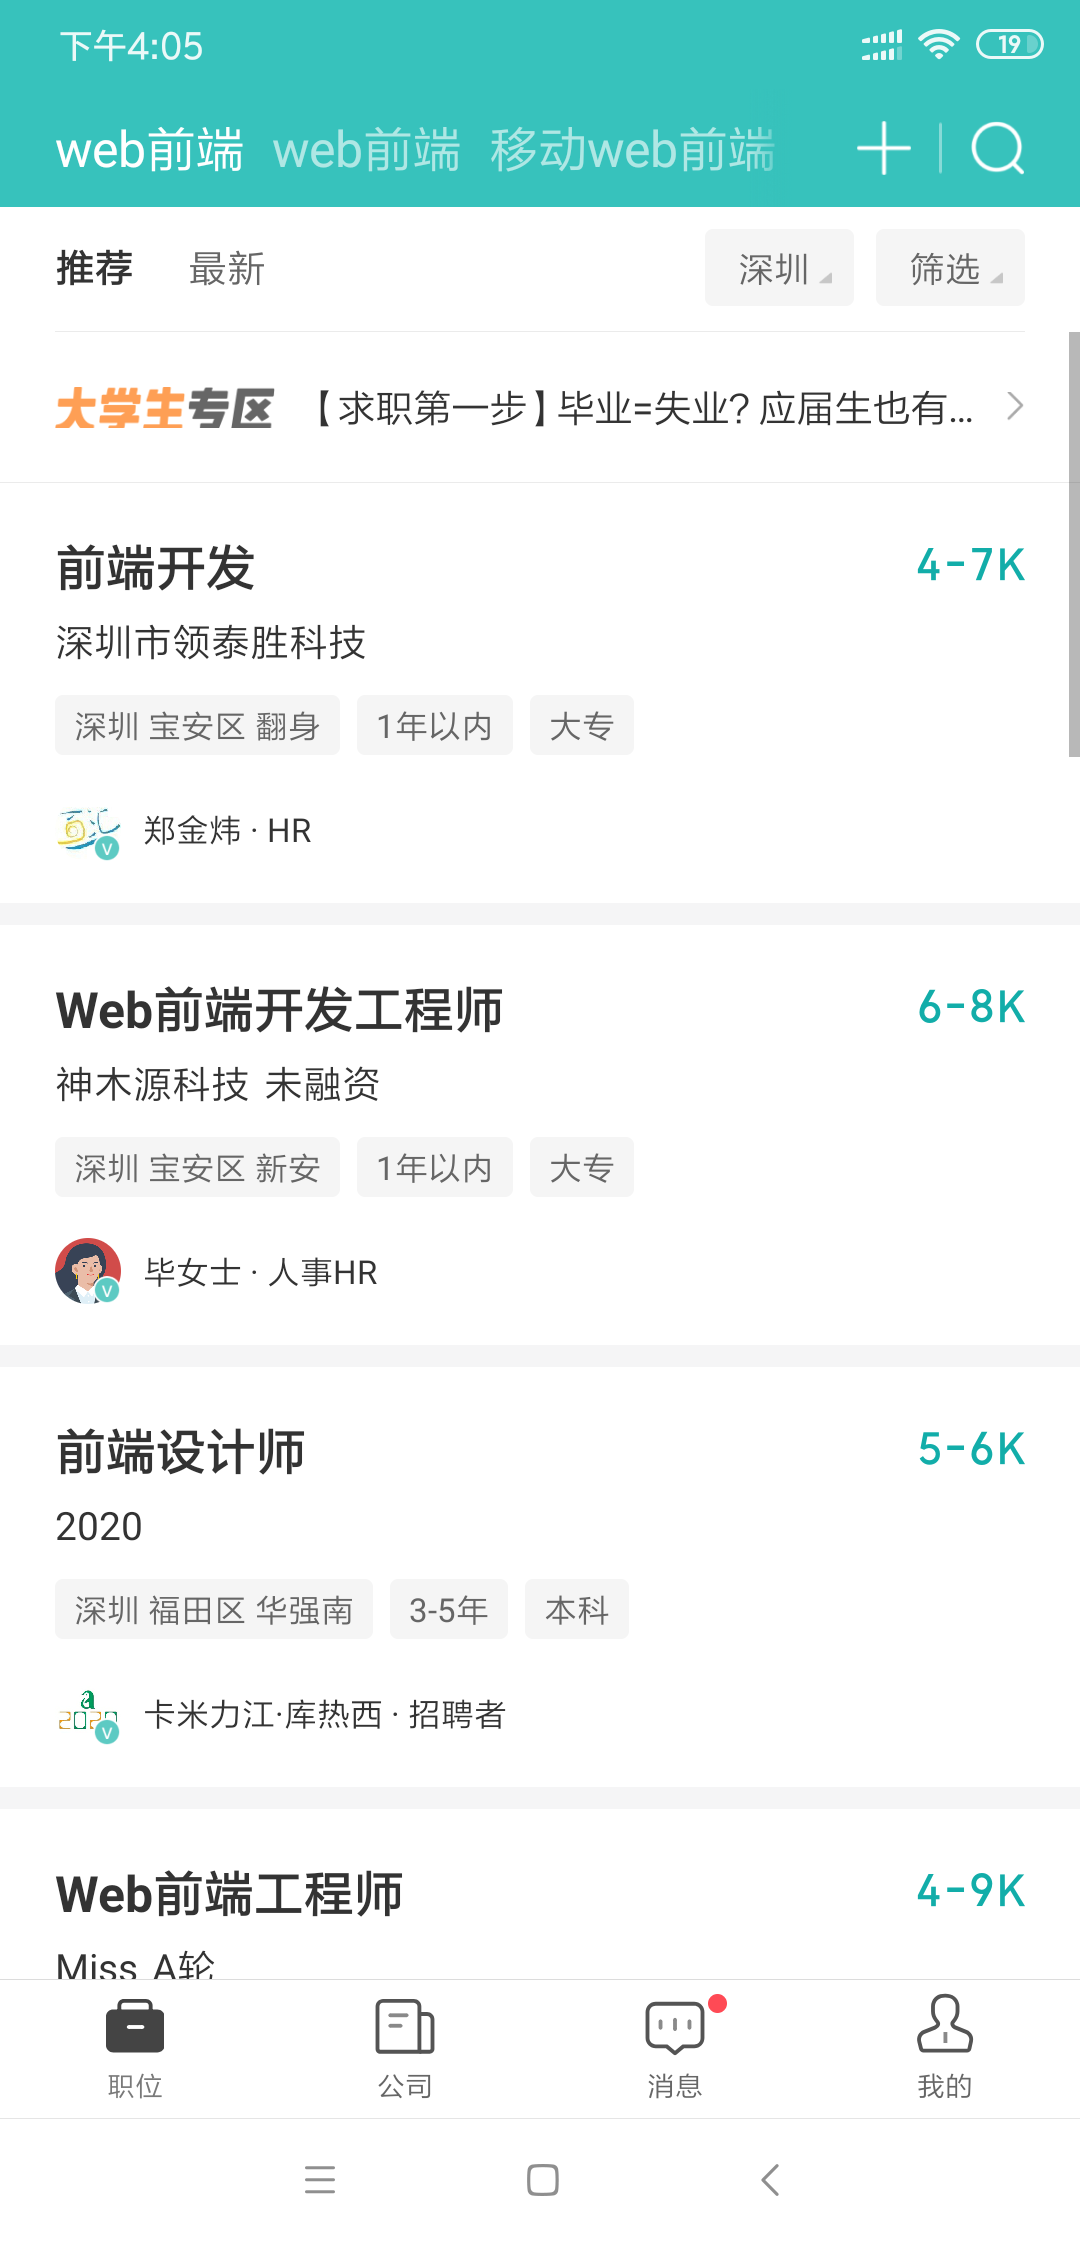 下午4:05
19
web前端 web前端 移动web前端
推荐 最新 深圳 筛选
大学生专区 【求职第一步】毕业=失业? 应届生也有...
前端开发 4-7K
深圳市领泰胜科技
深圳 宝安区 翻身 1年以内 大专
郑金炜 · HR
Web前端开发工程师 6-8K
神木源科技 未融资
深圳 宝安区 新安 1年以内 大专
毕女士 · 人事HR
前端设计师 5-6K
2020
深圳 福田区 华强南 3-5年 本科
卡米力江·库热西 · 招聘者
Web前端工程师 4-9K
Miss A轮
职位 公司 消息 我的